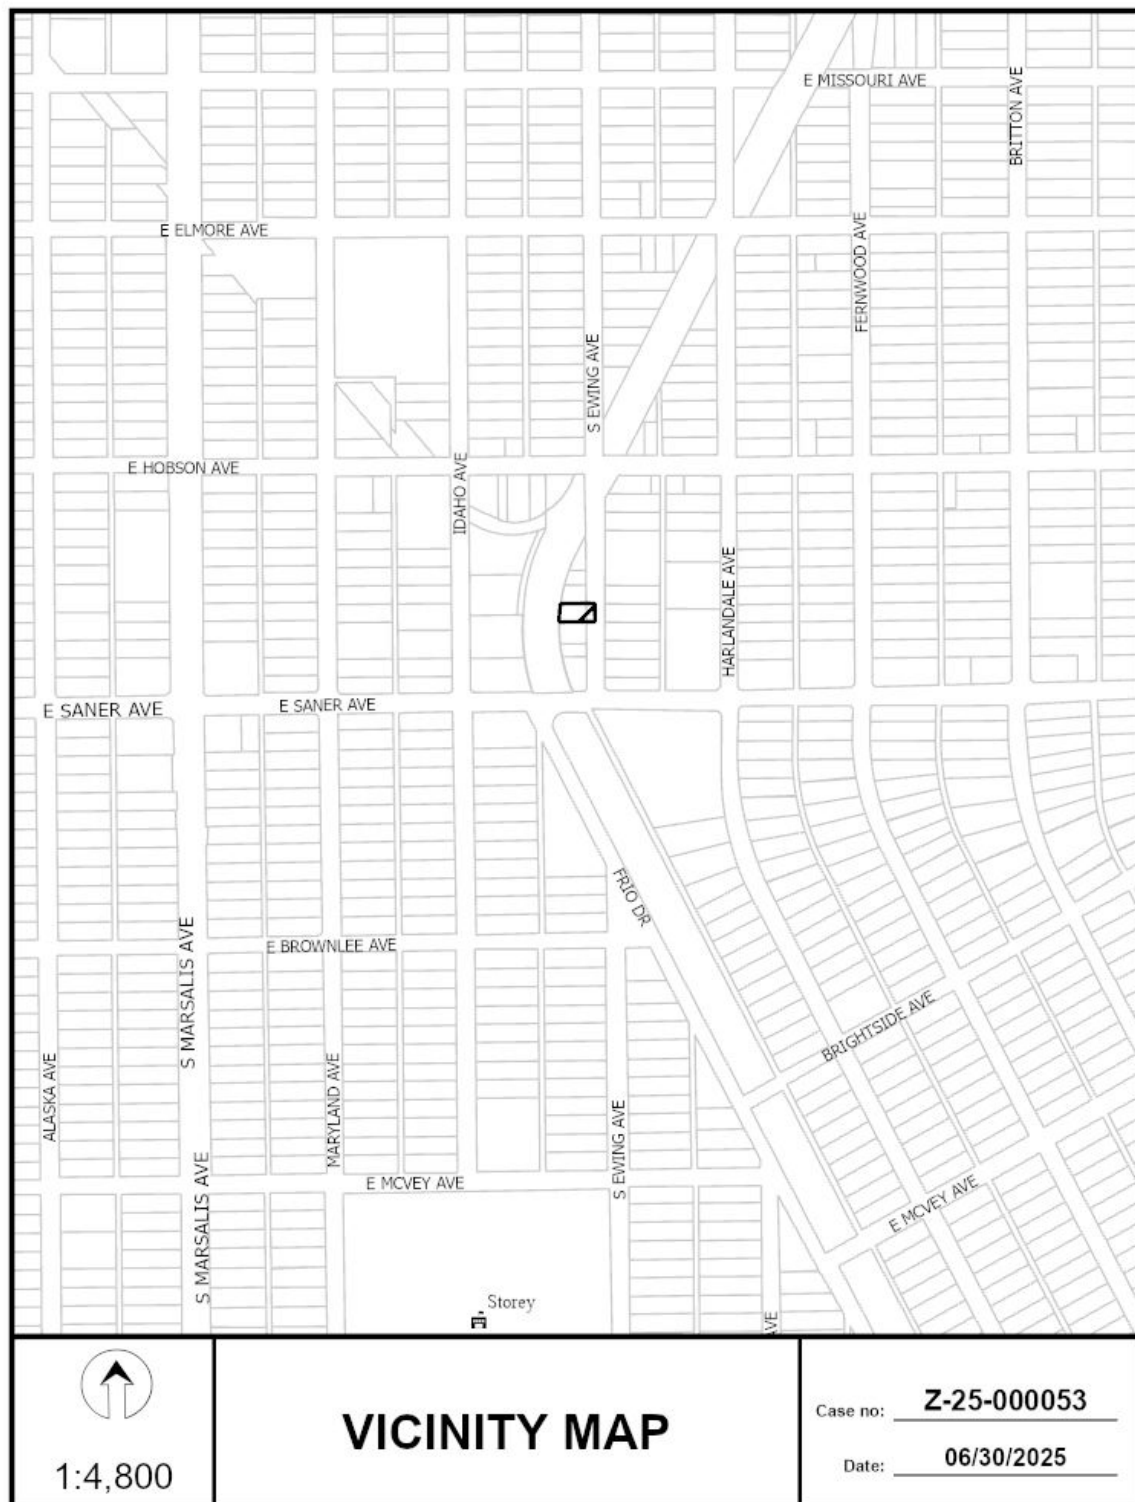 E MISSOURI AVE
BRITTON AVE
E ELMORE AVE
FERNWOOD AVE
S EWING AVE
E HOBSON AVE
IDAHO AVE
HARLANDALE AVE
E SANER AVE
E SANER AVE
FRIO DR
S MARSALIS AVE
E BROWNLEE AVE
BRIGHTSIDE AVE
ALASKA AVE
MARYLAND AVE
S EWING AVE
S MARSALIS AVE
E MCVEY AVE
E MCVEY AVE
Storey
AVE
1:4,800
VICINITY MAP
Case no: Z-25-000053
Date: 06/30/2025